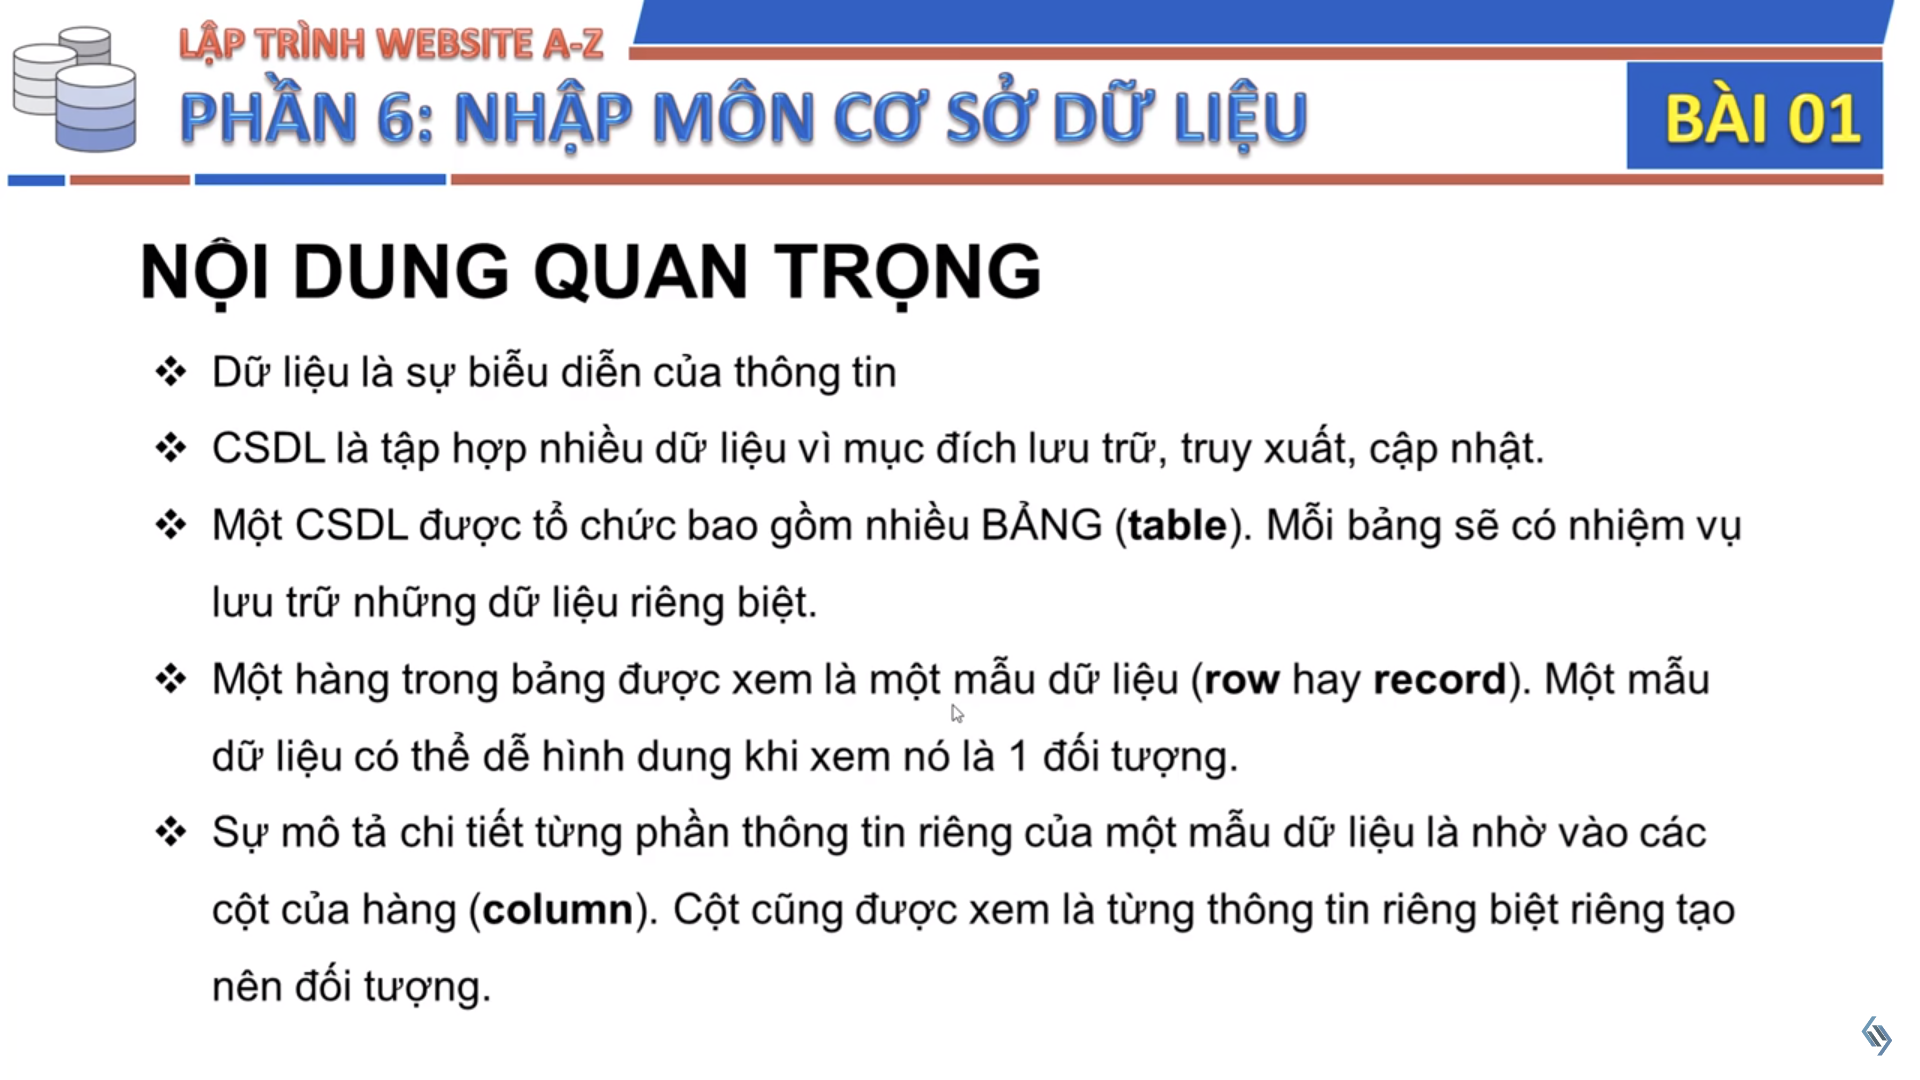 LẬP TRÌNH WEBSITE A-Z
PHẦN 6: NHẬP MÔN CƠ SỞ DỮ LIỆU
BÀI 01
NỘI DUNG QUAN TRỌNG
❖ Dữ liệu là sự biễu diễn của thông tin
❖ CSDL là tập hợp nhiều dữ liệu vì mục đích lưu trữ, truy xuất, cập nhật.
❖ Một CSDL được tổ chức bao gồm nhiều BẢNG (table). Mỗi bảng sẽ có nhiệm vụ
lưu trữ những dữ liệu riêng biệt.
❖ Một hàng trong bảng được xem là một mẫu dữ liệu (row hay record). Một mẫu
dữ liệu có thể dễ hình dung khi xem nó là 1 đối tượng.
❖ Sự mô tả chi tiết từng phần thông tin riêng của một mẫu dữ liệu là nhờ vào các
cột của hàng (column). Cột cũng được xem là từng thông tin riêng biệt riêng tạo
nên đối tượng.